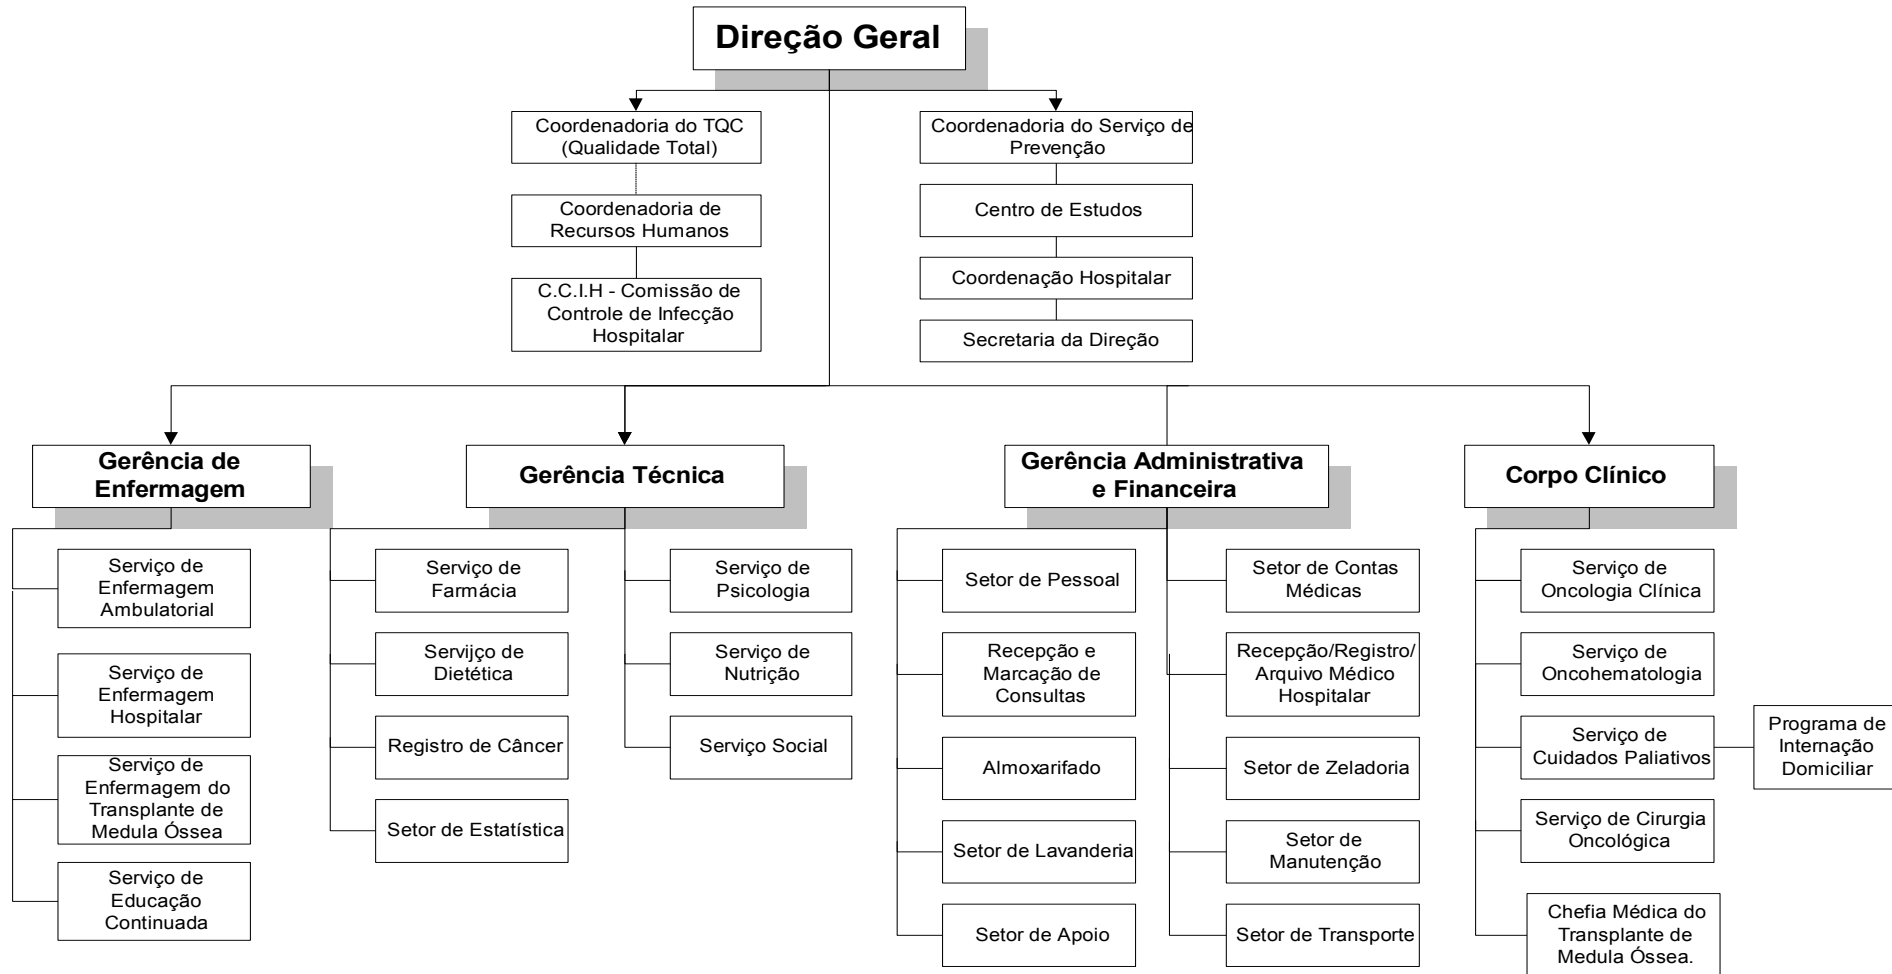 Direção Geral
Coordenadoria do TQC
(Qualidade Total)
Coordenadoria de
Recursos Humanos
C.C.I.H - Comissão de
Controle de Infecção
Hospitalar
Coordenadoria do Serviço de
Prevenção
Centro de Estudos
Coordenação Hospitalar
Secretaria da Direção
Gerência de
Enfermagem
Serviço de
Enfermagem
Ambulatorial
Serviço de
Enfermagem
Hospitalar
Serviço de
Enfermagem do
Transplante de
Medula Óssea
Serviço de
Educação
Continuada
Gerência Técnica
Serviço de
Farmácia
Servijço de
Dietética
Registro de Câncer
Setor de Estatística
Serviço de
Psicologia
Serviço de
Nutrição
Serviço Social
Gerência Administrativa
e Financeira
Setor de Pessoal
Recepção e
Marcação de
Consultas
Almoxarifado
Setor de Lavanderia
Setor de Apoio
Setor de Contas
Médicas
Recepção/Registro/
Arquivo Médico
Hospitalar
Setor de Zeladoria
Setor de
Manutenção
Setor de Transporte
Corpo Clínico
Serviço de
Oncologia Clínica
Serviço de
Oncohematologia
Serviço de
Cuidados Paliativos
Programa de
Internação
Domiciliar
Serviço de Cirurgia
Oncológica
Chefia Médica do
Transplante de
Medula Óssea.